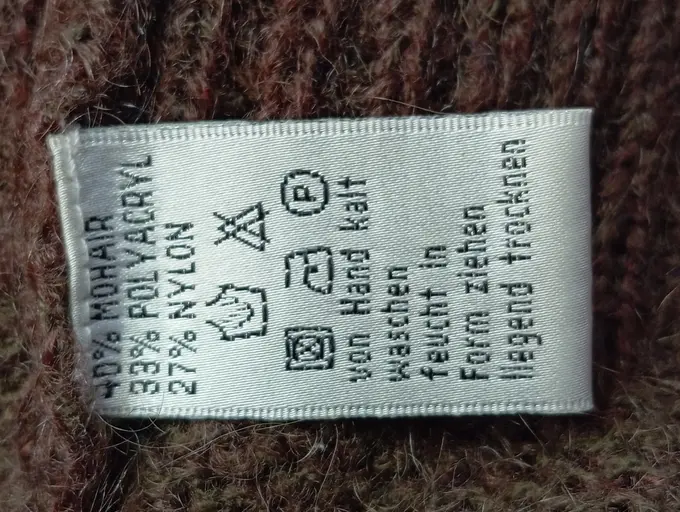 40% MOHAIR
33% POLYACRYL
27% NYLON
P
von Hand kalt
waschen
feucht in
Form ziehen
liegend trocknen